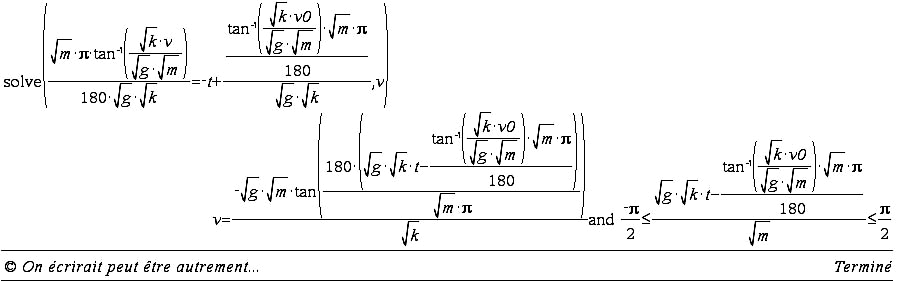 solve((√m·π·tan⁻¹((√k·v)/(√g·√m)))/(180·√g·√k)=-t+((tan⁻¹((√k·v0)/(√g·√m))·√m·π)/180)/(√g·√k),v)
v=(-√g·√m·tan((180·(√g·√k·t-(tan⁻¹((√k·v0)/(√g·√m))·√m·π)/180))/(√m·π)))/√k and -π/2≤(√g·√k·t-(tan⁻¹((√k·v0)/(√g·√m))·√m·π)/180)/√m≤π/2
© On écrirait peut être autrement... Terminé